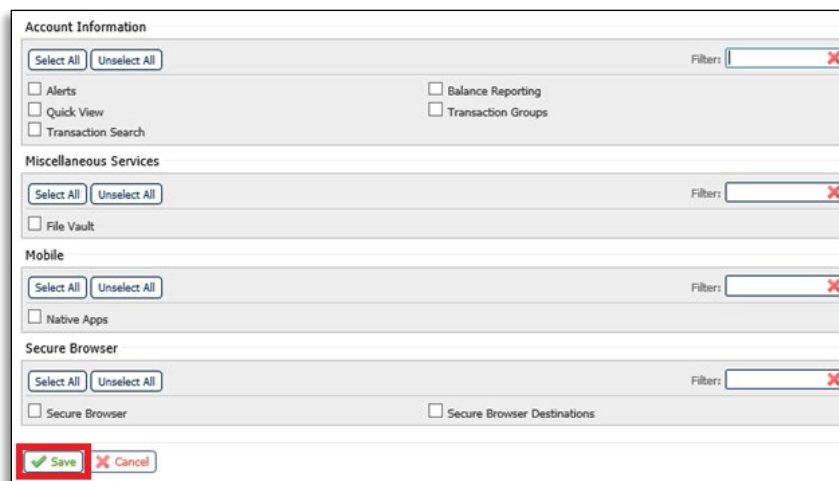 Account Information
Select All Unselect All Filter:
Alerts Balance Reporting
Quick View Transaction Groups
Transaction Search
Miscellaneous Services
Select All Unselect All Filter:
File Vault
Mobile
Select All Unselect All Filter:
Native Apps
Secure Browser
Select All Unselect All Filter:
Secure Browser Secure Browser Destinations
Save Cancel